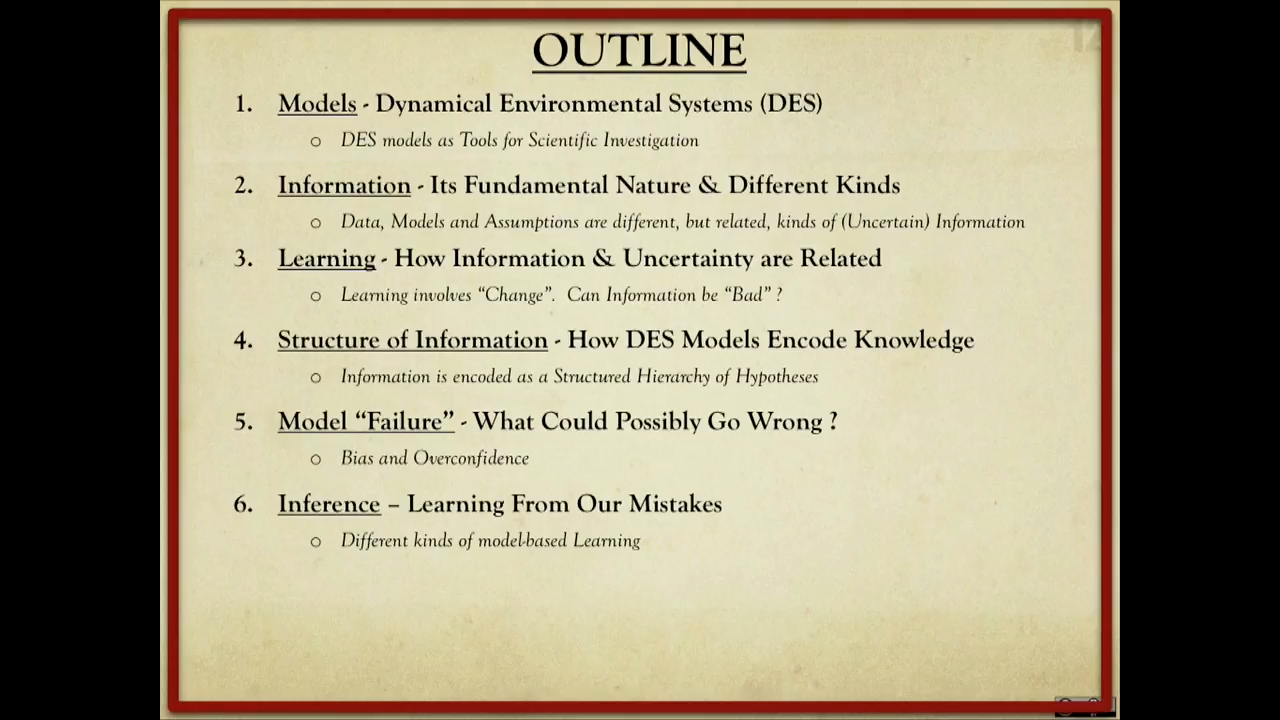 OUTLINE
1. Models - Dynamical Environmental Systems (DES)
o DES models as Tools for Scientific Investigation
2. Information - Its Fundamental Nature & Different Kinds
o Data, Models and Assumptions are different, but related, kinds of (Uncertain) Information
3. Learning - How Information & Uncertainty are Related
o Learning involves “Change”. Can Information be “Bad” ?
4. Structure of Information - How DES Models Encode Knowledge
o Information is encoded as a Structured Hierarchy of Hypotheses
5. Model “Failure” - What Could Possibly Go Wrong ?
o Bias and Overconfidence
6. Inference – Learning From Our Mistakes
o Different kinds of model-based Learning